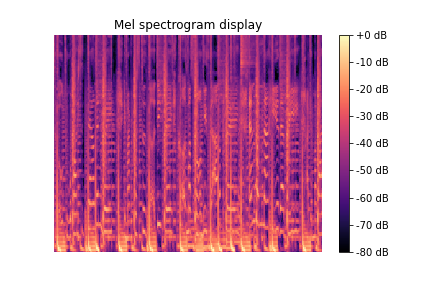 Mel spectrogram display
+0 dB
-10 dB
-20 dB
-30 dB
-40 dB
-50 dB
-60 dB
-70 dB
-80 dB